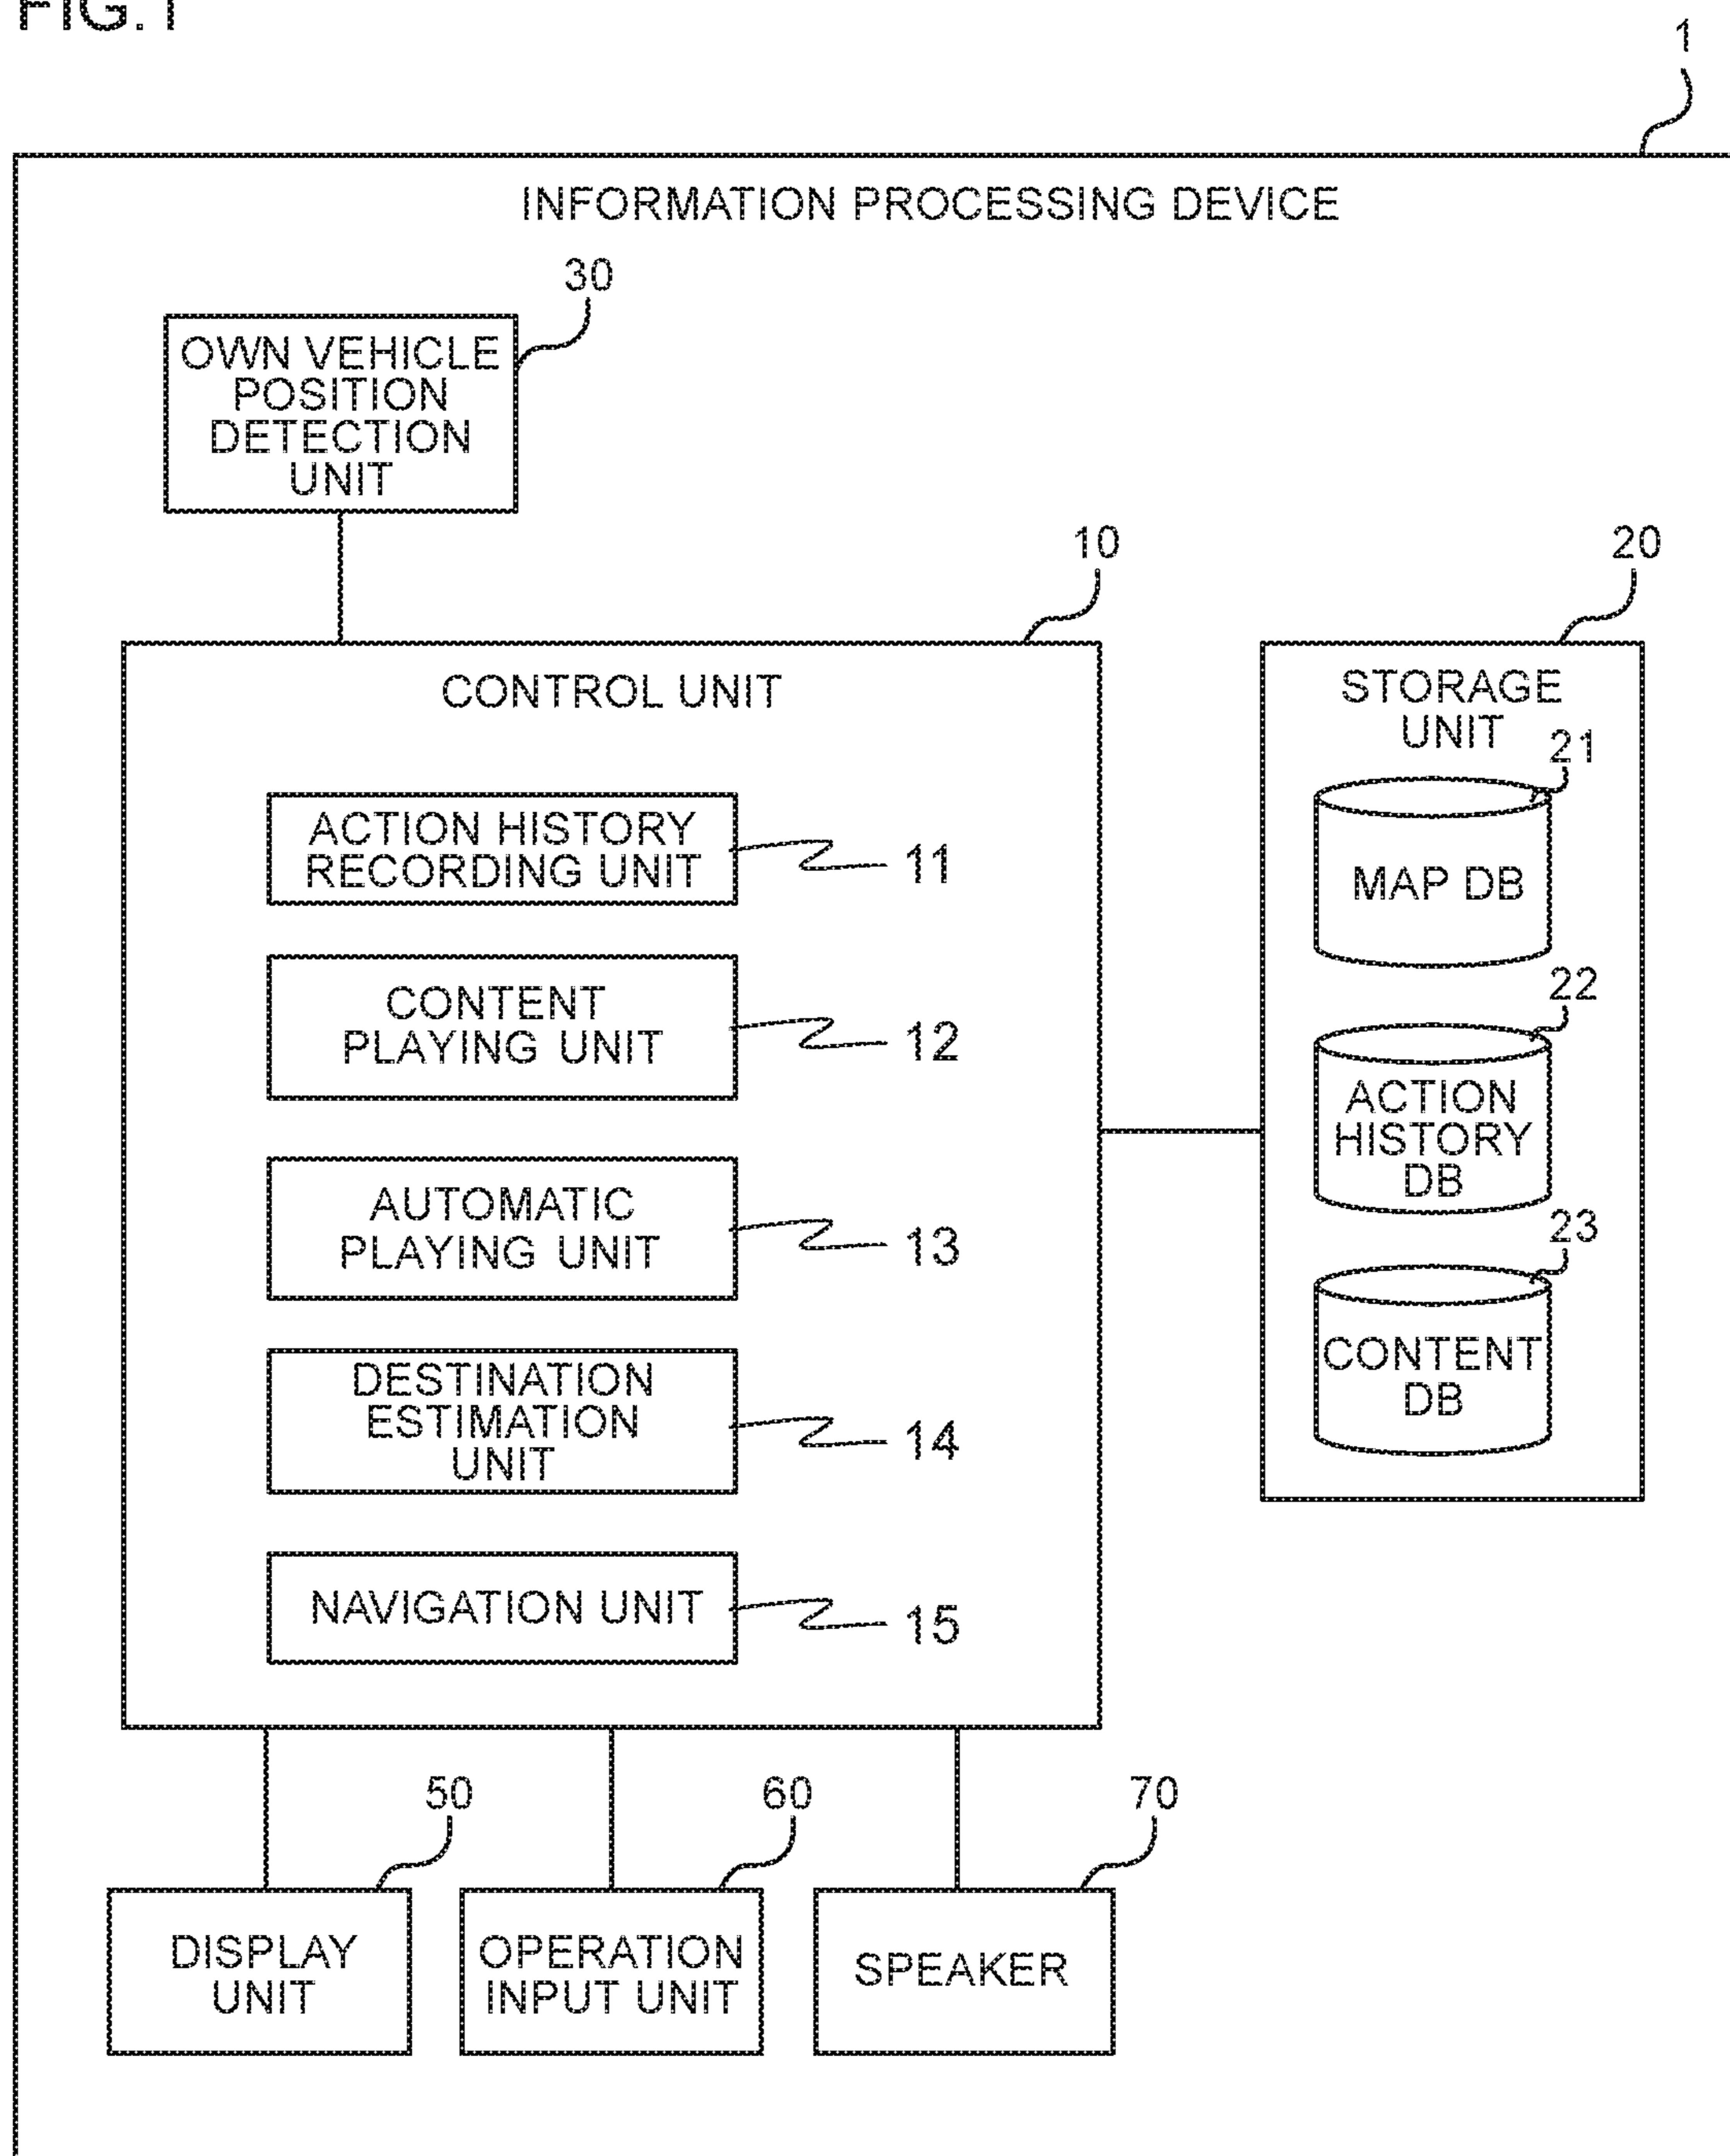 FIG. 1
1
INFORMATION PROCESSING DEVICE
30
OWN VEHICLE
POSITION
DETECTION
UNIT
10
20
CONTROL UNIT
STORAGE
UNIT
21
ACTION HISTORY
RECORDING UNIT
11
MAP DB
CONTENT
PLAYING UNIT
12
22
ACTION
HISTORY
DB
AUTOMATIC
PLAYING UNIT
13
23
CONTENT
DB
DESTINATION
ESTIMATION
UNIT
14
NAVIGATION UNIT
15
50
60
70
DISPLAY
UNIT
OPERATION
INPUT UNIT
SPEAKER